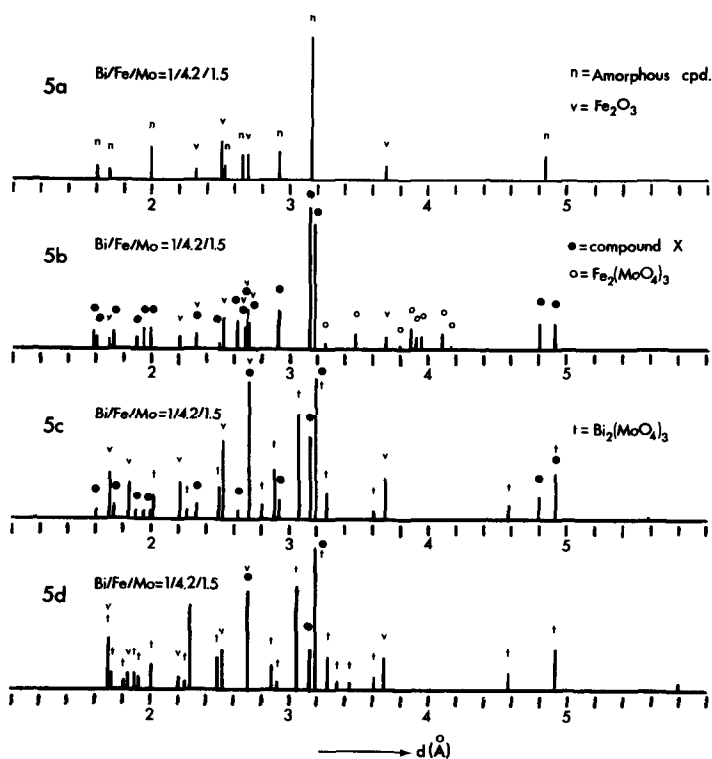 n
5a Bi/Fe/Mo=1/4.2/1.5
n = Amorphous cpd.
v = Fe₂O₃
n n n v v n n v n v n
2 3 4 5
5b Bi/Fe/Mo=1/4.2/1.5
●=compound X
○= Fe₂(MoO₄)₃
v v v v v v v v
2 3 4 5
5c Bi/Fe/Mo=1/4.2/1.5
t = Bi₂(MoO₄)₃
v v t v t t v v t t t t t t v t t
2 3 4 5
5d Bi/Fe/Mo=1/4.2/1.5
v t t t v t t t v t t v v t t t t t t t t v t t
2 3 4 5
d(Å)